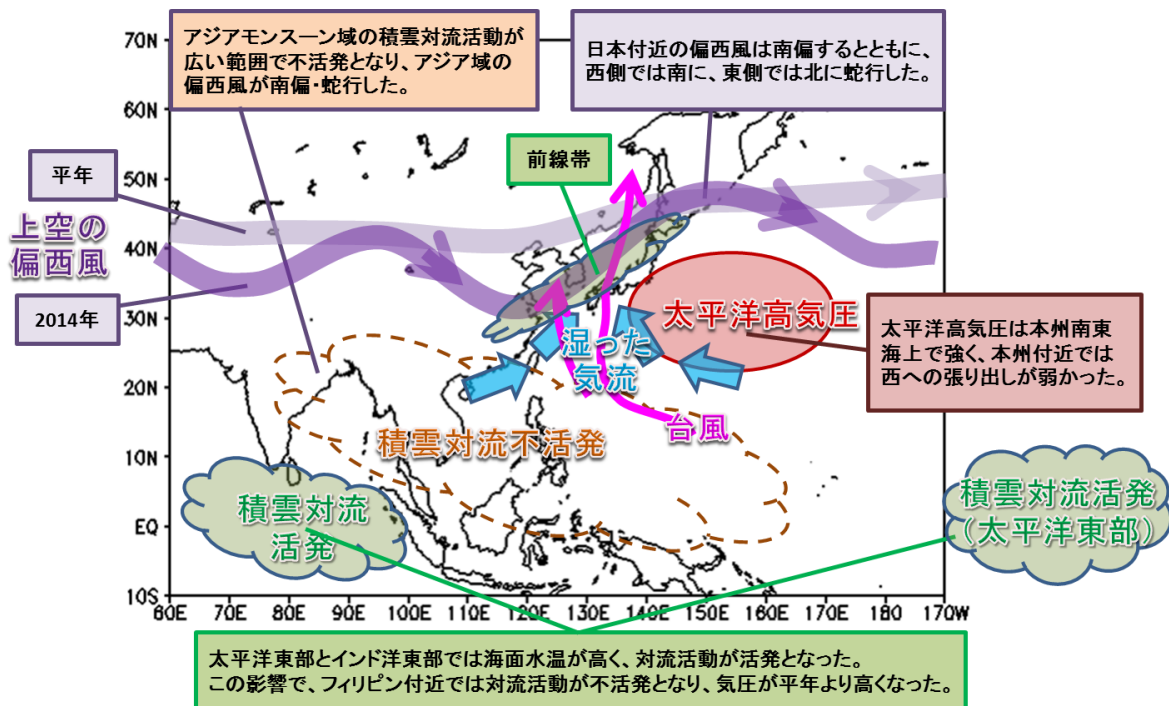 アジアモンスーン域の積雲対流活動が
広い範囲で不活発となり、アジア域の
偏西風が南偏・蛇行した。
日本付近の偏西風は南偏するとともに、
西側では南に、東側では北に蛇行した。
前線帯
平年
上空の
偏西風
2014年
太平洋高気圧
太平洋高気圧は本州南東
海上で強く、本州付近では
西への張り出しが弱かった。
湿った
気流
台風
積雲対流不活発
積雲対流
活発
積雲対流活発
（太平洋東部）
70N
60N
50N
40N
30N
20N
10N
EQ
10S
60E
70E
80E
90E
100E
110E
120E
130E
140E
150E
160E
170E
180E
170W
太平洋東部とインド洋東部では海面水温が高く、対流活動が活発となった。
この影響で、フィリピン付近では対流活動が不活発となり、気圧が平年より高くなった。